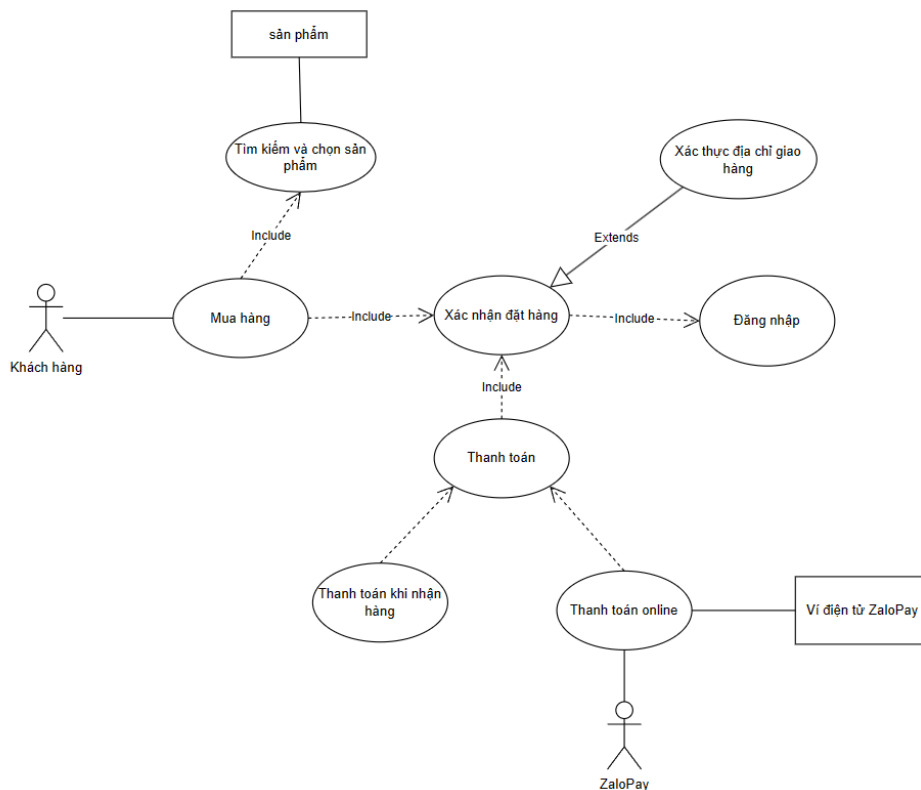 sản phẩm
Tìm kiếm và chọn sản
phẩm
Xác thực địa chỉ giao
hàng
Include
Extends
Khách hàng
Mua hàng
Include
Xác nhận đặt hàng
Include
Đăng nhập
Include
Thanh toán
Thanh toán khi nhận
hàng
Thanh toán online
Ví điện tử ZaloPay
ZaloPay